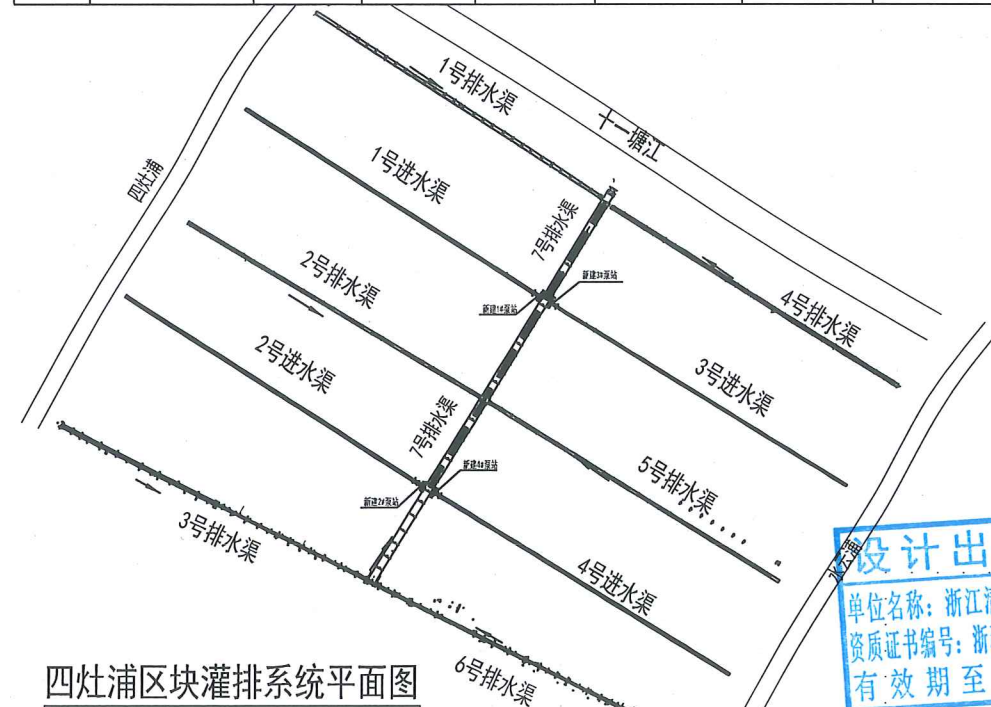 1号排水渠
十一塘江
四灶浦
1号进水渠
7号排水渠
2号排水渠
新建3#泵站
新建1#泵站
4号排水渠
2号进水渠
3号进水渠
7号排水渠
新建4#泵站
新建2#泵站
5号排水渠
3号排水渠
4号进水渠
水云浦
6号排水渠
四灶浦区块灌排系统平面图
设计出
单位名称：浙江
资质证书编号：浙
有效期至